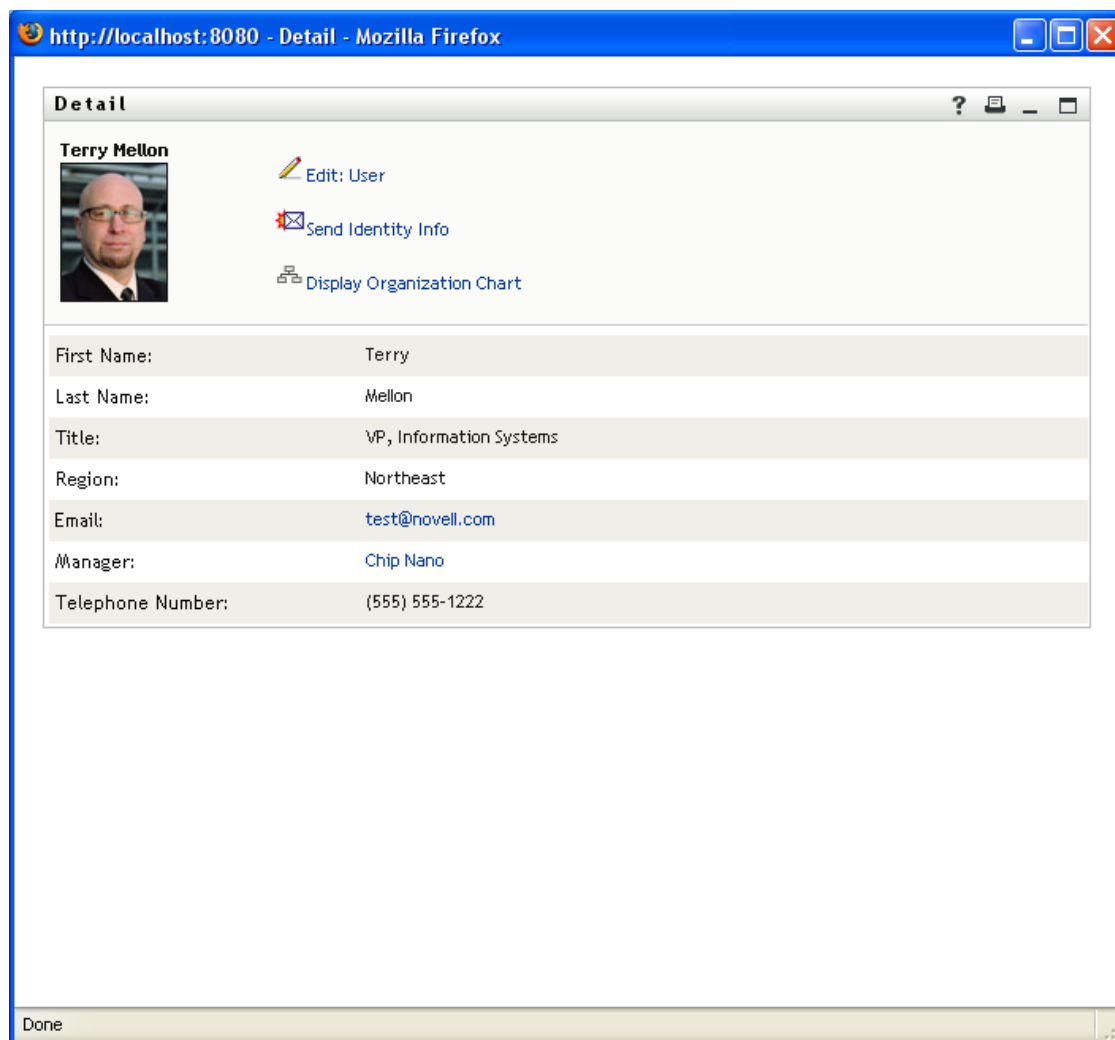 http://localhost:8080 - Detail - Mozilla Firefox
Detail
Terry Mellon
Edit: User
Send Identity Info
Display Organization Chart
First Name: Terry
Last Name: Mellon
Title: VP, Information Systems
Region: Northeast
Email: test@novell.com
Manager: Chip Nano
Telephone Number: (555) 555-1222
Done